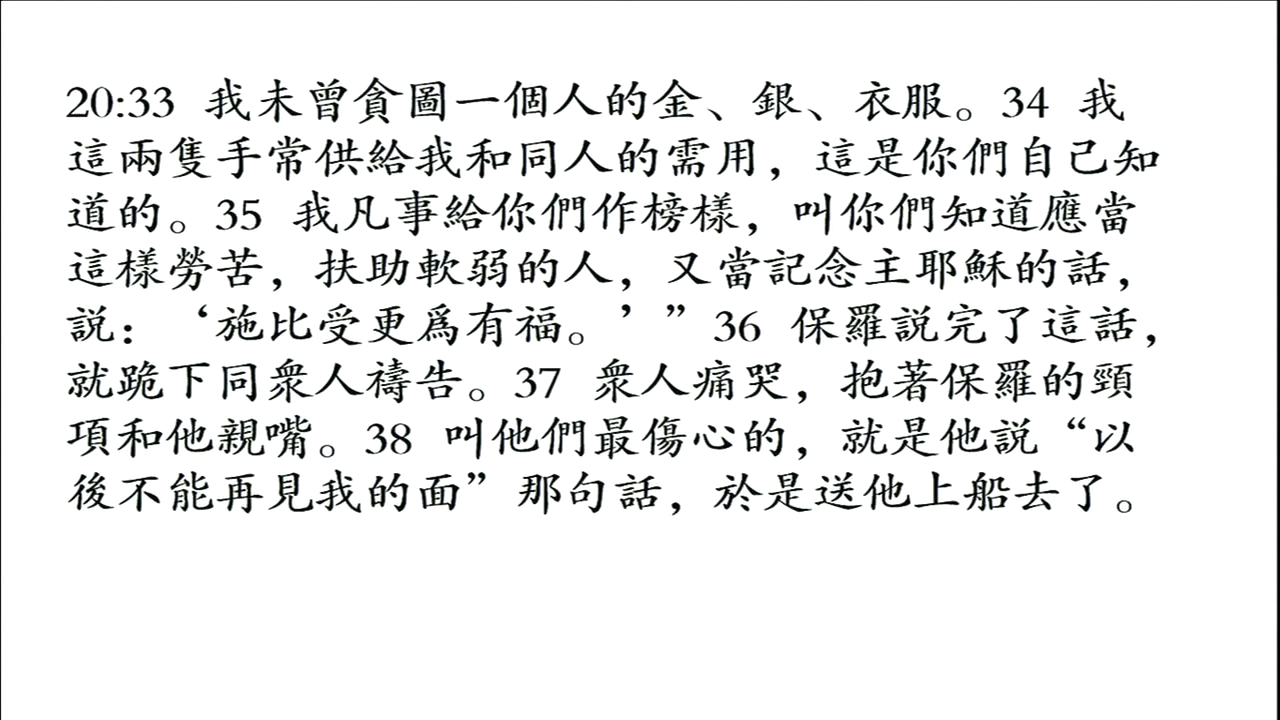 20:33 我未曾貪圖一個人的金、銀、衣服。34 我
這兩隻手常供給我和同人的需用，這是你們自己知
道的。35 我凡事給你們作榜樣，叫你們知道應當
這樣勞苦，扶助軟弱的人，又當記念主耶穌的話，
説：‘施比受更爲有福。’”36 保羅説完了這話，
就跪下同衆人禱告。37 衆人痛哭，抱著保羅的頸
項和他親嘴。38 叫他們最傷心的，就是他説“以
後不能再見我的面”那句話，於是送他上船去了。